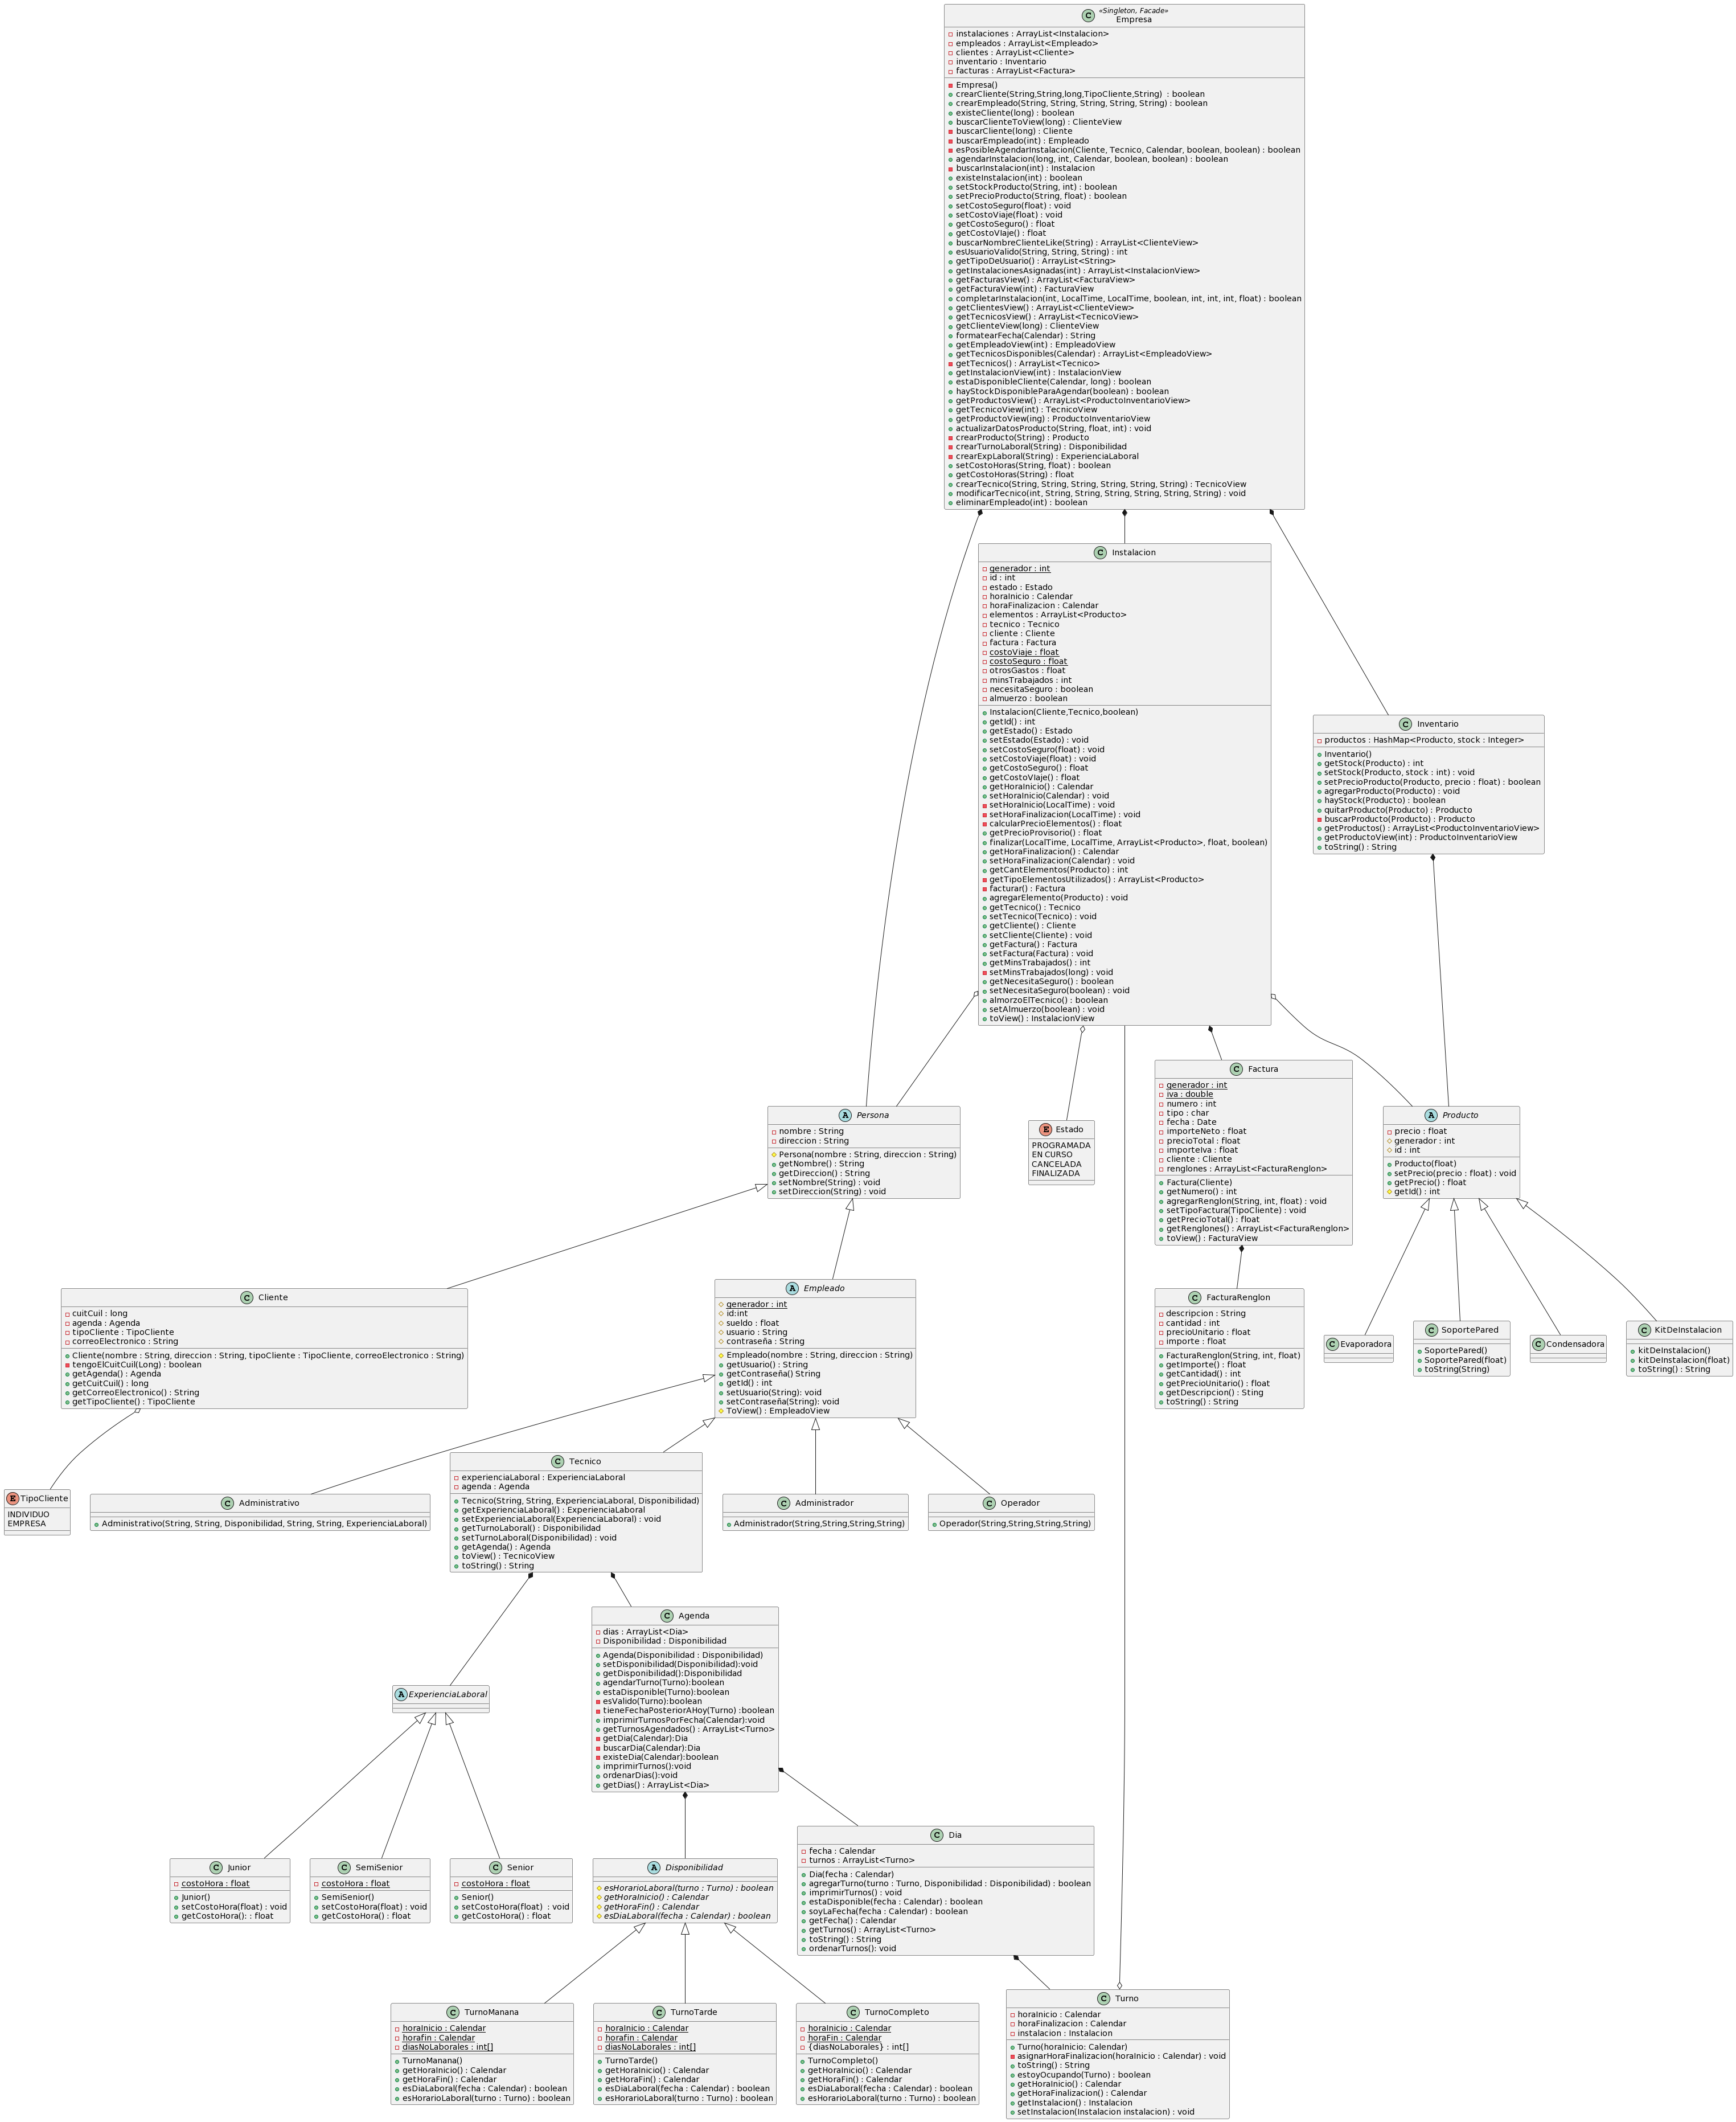 «Singleton, Facade»
C Empresa
instalaciones : ArrayList<Instalacion>
empleados : ArrayList<Empleado>
clientes : ArrayList<Cliente>
inventario : Inventario
facturas : ArrayList<Factura>
Empresa()
crearCliente(String,String,long,TipoCliente,String) : boolean
crearEmpleado(String, String, String, String, String) : boolean
existeCliente(long) : boolean
buscarClienteToView(long) : ClienteView
buscarCliente(long) : Cliente
buscarEmpleado(int) : Empleado
esPosibleAgendarInstalacion(Cliente, Tecnico, Calendar, boolean, boolean) : boolean
agendarInstalacion(long, int, Calendar, boolean, boolean) : boolean
buscarInstalacion(int) : Instalacion
existeInstalacion(int) : boolean
setStockProducto(String, int) : boolean
setPrecioProducto(String, float) : boolean
setCostoSeguro(float) : void
setCostoViaje(float) : void
getCostoSeguro() : float
getCostoVIaje() : float
buscarNombreClienteLike(String) : ArrayList<ClienteView>
esUsuarioValido(String, String, String) : int
getTipoDeUsuario() : ArrayList<String>
getInstalacionesAsignadas(int) : ArrayList<InstalacionView>
getFacturasView() : ArrayList<FacturaView>
getFacturaView(int) : FacturaView
completarInstalacion(int, LocalTime, LocalTime, boolean, int, int, int, float) : boolean
getClientesView() : ArrayList<ClienteView>
getTecnicosView() : ArrayList<TecnicoView>
getClienteView(long) : ClienteView
formatearFecha(Calendar) : String
getEmpleadoView(int) : EmpleadoView
getTecnicosDisponibles(Calendar) : ArrayList<EmpleadoView>
getTecnicos() : ArrayList<Tecnico>
getInstalacionView(int) : InstalacionView
estaDisponibleCliente(Calendar, long) : boolean
hayStockDisponibleParaAgendar(boolean) : boolean
getProductosView() : ArrayList<ProductoInventarioView>
getTecnicoView(int) : TecnicoView
getProductoView(ing) : ProductoInventarioView
actualizarDatosProducto(String, float, int) : void
crearProducto(String) : Producto
crearTurnoLaboral(String) : Disponibilidad
crearExpLaboral(String) : ExperienciaLaboral
setCostoHoras(String, float) : boolean
getCostoHoras(String) : float
crearTecnico(String, String, String, String, String, String) : TecnicoView
modificarTecnico(int, String, String, String, String, String, String) : void
eliminarEmpleado(int) : boolean
C Instalacion
generador : int
id : int
estado : Estado
horaInicio : Calendar
horaFinalizacion : Calendar
elementos : ArrayList<Producto>
tecnico : Tecnico
cliente : Cliente
factura : Factura
costoViaje : float
costoSeguro : float
otrosGastos : float
minsTrabajados : int
necesitaSeguro : boolean
almuerzo : boolean
Instalacion(Cliente,Tecnico,boolean)
getId() : int
getEstado() : Estado
setEstado(Estado) : void
setCostoSeguro(float) : void
setCostoViaje(float) : void
getCostoSeguro() : float
getCostoVIaje() : float
getHoraInicio() : Calendar
setHoraInicio(Calendar) : void
setHoraInicio(LocalTime) : void
setHoraFinalizacion(LocalTime) : void
calcularPrecioElementos() : float
getPrecioProvisorio() : float
finalizar(LocalTime, LocalTime, ArrayList<Producto>, float, boolean)
getHoraFinalizacion() : Calendar
setHoraFinalizacion(Calendar) : void
getCantElementos(Producto) : int
getTipoElementosUtilizados() : ArrayList<Producto>
facturar() : Factura
agregarElemento(Producto) : void
getTecnico() : Tecnico
setTecnico(Tecnico) : void
getCliente() : Cliente
setCliente(Cliente) : void
getFactura() : Factura
setFactura(Factura) : void
getMinsTrabajados() : int
setMinsTrabajados(long) : void
getNecesitaSeguro() : boolean
setNecesitaSeguro(boolean) : void
almorzoElTecnico() : boolean
setAlmuerzo(boolean) : void
toView() : InstalacionView
C Inventario
productos : HashMap<Producto, stock : Integer>
Inventario()
getStock(Producto) : int
setStock(Producto, stock : int) : void
setPrecioProducto(Producto, precio : float) : boolean
agregarProducto(Producto) : void
hayStock(Producto) : boolean
quitarProducto(Producto) : Producto
buscarProducto(Producto) : Producto
getProductos() : ArrayList<ProductoInventarioView>
getProductoView(int) : ProductoInventarioView
toString() : String
A Persona
nombre : String
direccion : String
Persona(nombre : String, direccion : String)
getNombre() : String
getDireccion() : String
setNombre(String) : void
setDireccion(String) : void
E Estado
PROGRAMADA
EN CURSO
CANCELADA
FINALIZADA
C Factura
generador : int
iva : double
numero : int
tipo : char
fecha : Date
importeNeto : float
precioTotal : float
importeIva : float
cliente : Cliente
renglones : ArrayList<FacturaRenglon>
Factura(Cliente)
getNumero() : int
agregarRenglon(String, int, float) : void
setTipoFactura(TipoCliente) : void
getPrecioTotal() : float
getRenglones() : ArrayList<FacturaRenglon>
toView() : FacturaView
A Producto
precio : float
generador : int
id : int
Producto(float)
setPrecio(precio : float) : void
getPrecio() : float
getId() : int
C Cliente
cuitCuil : long
agenda : Agenda
tipoCliente : TipoCliente
correoElectronico : String
Cliente(nombre : String, direccion : String, tipoCliente : TipoCliente, correoElectronico : String)
tengoElCuitCuil(Long) : boolean
getAgenda() : Agenda
getCuitCuil() : long
getCorreoElectronico() : String
getTipoCliente() : TipoCliente
A Empleado
generador : int
id:int
sueldo : float
usuario : String
contraseña : String
Empleado(nombre : String, direccion : String)
getUsuario() : String
getContraseña() String
getId() : int
setUsuario(String): void
setContraseña(String): void
ToView() : EmpleadoView
C FacturaRenglon
descripcion : String
cantidad : int
precioUnitario : float
importe : float
FacturaRenglon(String, int, float)
getImporte() : float
getCantidad() : int
getPrecioUnitario() : float
getDescripcion() : Sting
toString() : String
C Evaporadora
C SoportePared
SoportePared()
SoportePared(float)
toString(String)
C Condensadora
C KitDeInstalacion
kitDeInstalacion()
kitDeInstalacion(float)
toString() : String
E TipoCliente
INDIVIDUO
EMPRESA
C Administrativo
Administrativo(String, String, Disponibilidad, String, String, ExperienciaLaboral)
C Tecnico
experienciaLaboral : ExperienciaLaboral
agenda : Agenda
Tecnico(String, String, ExperienciaLaboral, Disponibilidad)
getExperienciaLaboral() : ExperienciaLaboral
setExperienciaLaboral(ExperienciaLaboral) : void
getTurnoLaboral() : Disponibilidad
setTurnoLaboral(Disponibilidad) : void
getAgenda() : Agenda
toView() : TecnicoView
toString() : String
C Administrador
Administrador(String,String,String,String)
C Operador
Operador(String,String,String,String)
A ExperienciaLaboral
C Agenda
dias : ArrayList<Dia>
Disponibilidad : Disponibilidad
Agenda(Disponibilidad : Disponibilidad)
setDisponibilidad(Disponibilidad):void
getDisponibilidad():Disponibilidad
agendarTurno(Turno):boolean
estaDisponible(Turno):boolean
esValido(Turno):boolean
tieneFechaPosteriorAHoy(Turno) :boolean
imprimirTurnosPorFecha(Calendar):void
getTurnosAgendados() : ArrayList<Turno>
getDia(Calendar):Dia
buscarDia(Calendar):Dia
existeDia(Calendar):boolean
imprimirTurnos():void
ordenarDias():void
getDias() : ArrayList<Dia>
C Junior
costoHora : float
Junior()
setCostoHora(float) : void
getCostoHora(): : float
C SemiSenior
costoHora : float
SemiSenior()
setCostoHora(float) : void
getCostoHora() : float
C Senior
costoHora : float
Senior()
setCostoHora(float) : void
getCostoHora() : float
A Disponibilidad
esHorarioLaboral(turno : Turno) : boolean
getHoraInicio() : Calendar
getHoraFin() : Calendar
esDiaLaboral(fecha : Calendar) : boolean
C Dia
fecha : Calendar
turnos : ArrayList<Turno>
Dia(fecha : Calendar)
agregarTurno(turno : Turno, Disponibilidad : Disponibilidad) : boolean
imprimirTurnos() : void
estaDisponible(fecha : Calendar) : boolean
soyLaFecha(fecha : Calendar) : boolean
getFecha() : Calendar
getTurnos() : ArrayList<Turno>
toString() : String
ordenarTurnos(): void
C TurnoManana
horaInicio : Calendar
horafin : Calendar
diasNoLaborales : int[]
TurnoManana()
getHoraInicio() : Calendar
getHoraFin() : Calendar
esDiaLaboral(fecha : Calendar) : boolean
esHorarioLaboral(turno : Turno) : boolean
C TurnoTarde
horaInicio : Calendar
horafin : Calendar
diasNoLaborales : int[]
TurnoTarde()
getHoraInicio() : Calendar
getHoraFin() : Calendar
esDiaLaboral(fecha : Calendar) : boolean
esHorarioLaboral(turno : Turno) : boolean
C TurnoCompleto
horaInicio : Calendar
horaFin : Calendar
{diasNoLaborales} : int[]
TurnoCompleto()
getHoraInicio() : Calendar
getHoraFin() : Calendar
esDiaLaboral(fecha : Calendar) : boolean
esHorarioLaboral(turno : Turno) : boolean
C Turno
horaInicio : Calendar
horaFinalizacion : Calendar
instalacion : Instalacion
Turno(horaInicio: Calendar)
asignarHoraFinalizacion(horaInicio : Calendar) : void
toString() : String
estoyOcupando(Turno) : boolean
getHoraInicio() : Calendar
getHoraFinalizacion() : Calendar
getInstalacion() : Instalacion
setInstalacion(Instalacion instalacion) : void